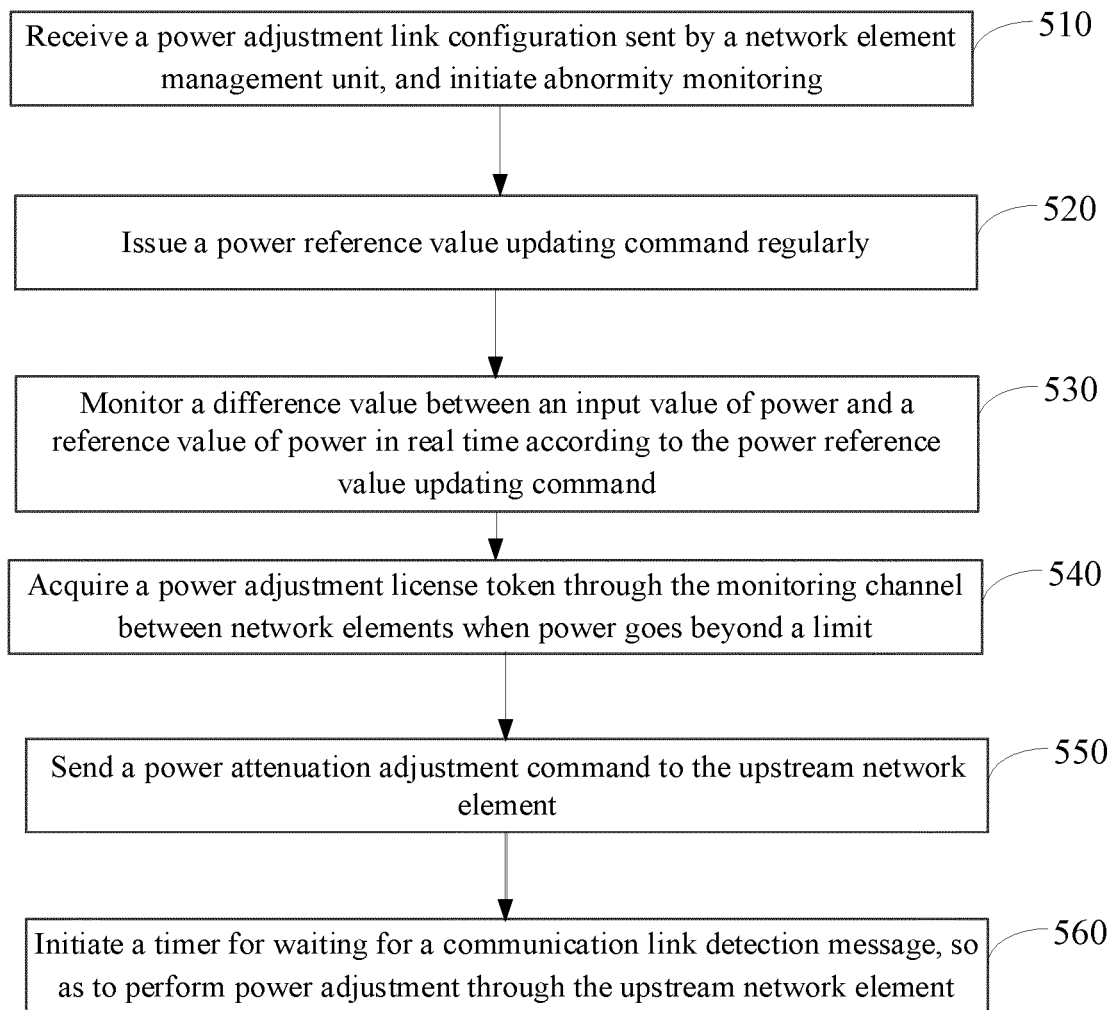 Receive a power adjustment link configuration sent by a network element
management unit, and initiate abnormity monitoring
510
Issue a power reference value updating command regularly
520
Monitor a difference value between an input value of power and a
reference value of power in real time according to the power reference
value updating command
530
Acquire a power adjustment license token through the monitoring channel
between network elements when power goes beyond a limit
540
Send a power attenuation adjustment command to the upstream network
element
550
Initiate a timer for waiting for a communication link detection message, so
as to perform power adjustment through the upstream network element
560